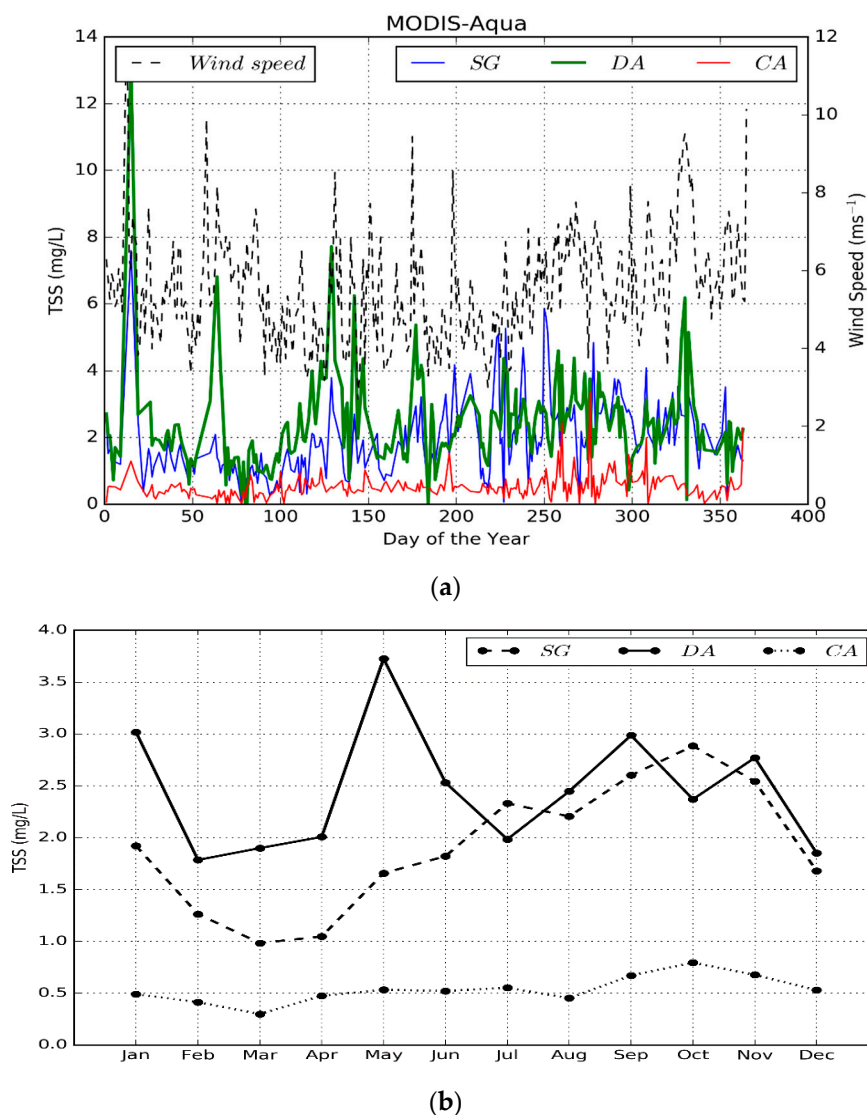 MODIS-Aqua
Wind speed
SG DA CA
14
12
10
8
6
4
2
0
TSS (mg/L)
12
10
8
6
4
2
0
Wind Speed (ms⁻¹)
0 50 100 150 200 250 300 350 400
Day of the Year
(a)
SG DA CA
4.0
3.5
3.0
2.5
2.0
1.5
1.0
0.5
0.0
TSS (mg/L)
Jan Feb Mar Apr May Jun Jul Aug Sep Oct Nov Dec
(b)